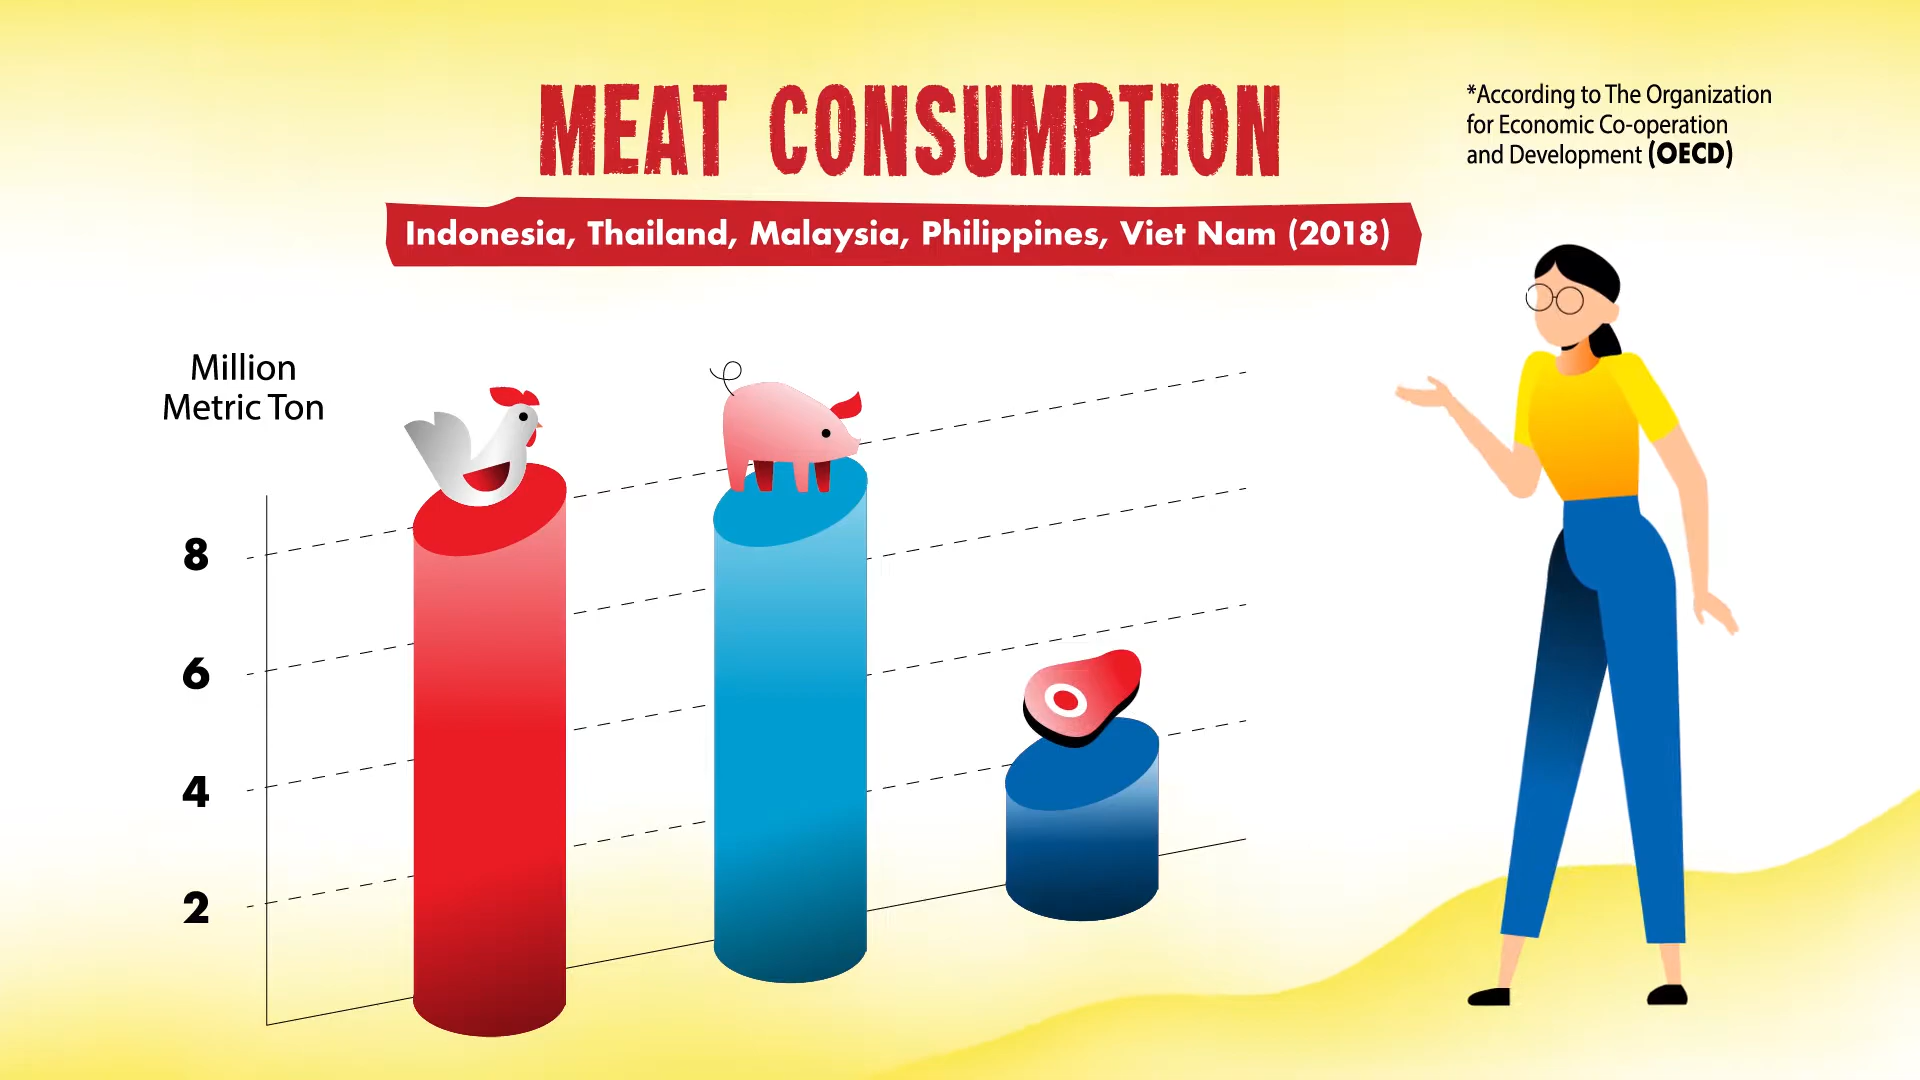 MEAT CONSUMPTION
Indonesia, Thailand, Malaysia, Philippines, Viet Nam (2018)
*According to The Organization
for Economic Co-operation
and Development (OECD)
Million
Metric Ton
8
6
4
2